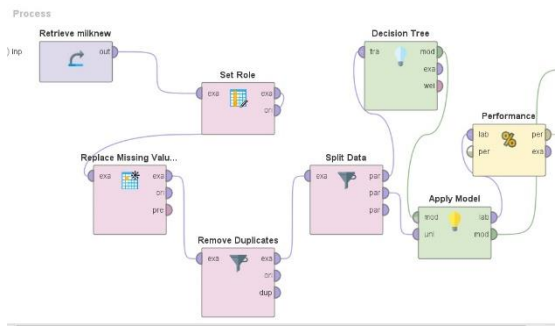 Process
Retrieve milknew
inp
out
Set Role
exa
exa
ori
Replace Missing Valu...
exa
exa
ori
pre
Remove Duplicates
exa
exa
ori
dup
Split Data
exa
par
par
par
Decision Tree
tra
mod
exa
wei
Apply Model
mod
unl
lab
mod
Performance
lab
per
per
exa